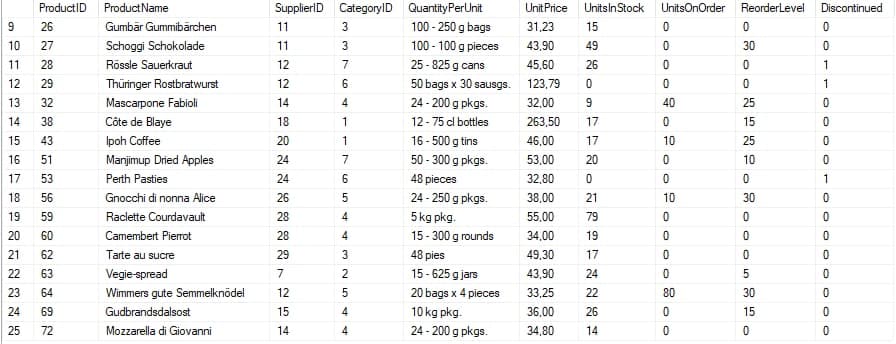 ProductID ProductName SupplierID CategoryID QuantityPerUnit UnitPrice UnitsInStock UnitsOnOrder ReorderLevel Discontinued
9 26 Gumbär Gummibärchen 11 3 100 - 250 g bags 31,23 15 0 0 0
10 27 Schoggi Schokolade 11 3 100 - 100 g pieces 43,90 49 0 30 0
11 28 Rössle Sauerkraut 12 7 25 - 825 g cans 45,60 26 0 0 1
12 29 Thüringer Rostbratwurst 12 6 50 bags x 30 sausgs. 123,79 0 0 0 1
13 32 Mascarpone Fabioli 14 4 24 - 200 g pkgs. 32,00 9 40 25 0
14 38 Côte de Blaye 18 1 12 - 75 cl bottles 263,50 17 0 15 0
15 43 Ipoh Coffee 20 1 16 - 500 g tins 46,00 17 10 25 0
16 51 Manjimup Dried Apples 24 7 50 - 300 g pkgs. 53,00 20 0 10 0
17 53 Perth Pasties 24 6 48 pieces 32,80 0 0 0 1
18 56 Gnocchi di nonna Alice 26 5 24 - 250 g pkgs. 38,00 21 10 30 0
19 59 Raclette Courdavault 28 4 5 kg pkg. 55,00 79 0 0 0
20 60 Camembert Pierrot 28 4 15 - 300 g rounds 34,00 19 0 0 0
21 62 Tarte au sucre 29 3 48 pies 49,30 17 0 0 0
22 63 Vegie-spread 7 2 15 - 625 g jars 43,90 24 0 5 0
23 64 Wimmers gute Semmelknödel 12 5 20 bags x 4 pieces 33,25 22 80 30 0
24 69 Gudbrandsdalsost 15 4 10 kg pkg. 36,00 26 0 15 0
25 72 Mozzarella di Giovanni 14 4 24 - 200 g pkgs. 34,80 14 0 0 0